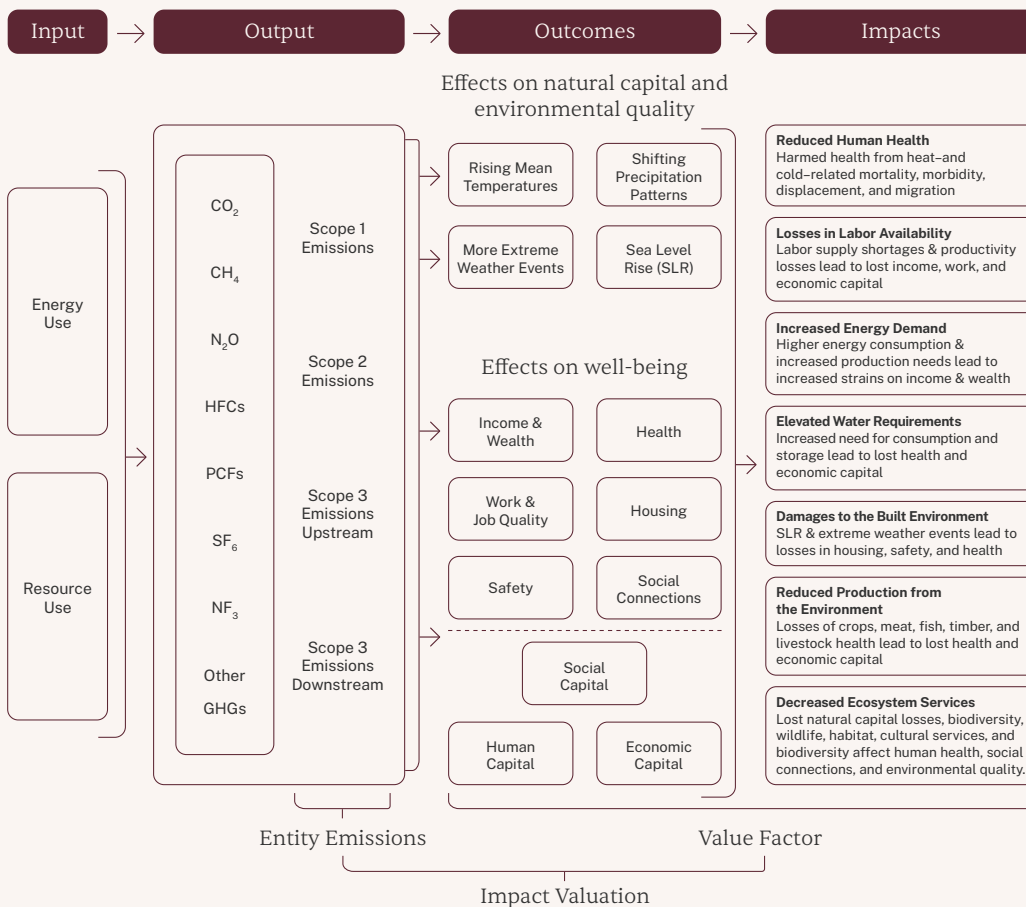 Input
Output
Outcomes
Impacts
Energy
Use
Resource
Use
CO₂
CH₄
N₂O
HFCs
PCFs
SF₆
NF₃
Other
GHGs
Scope 1
Emissions
Scope 2
Emissions
Scope 3
Emissions
Upstream
Scope 3
Emissions
Downstream
Effects on natural capital and
environmental quality
Rising Mean
Temperatures
Shifting
Precipitation
Patterns
More Extreme
Weather Events
Sea Level
Rise (SLR)
Effects on well-being
Income &
Wealth
Health
Work &
Job Quality
Housing
Safety
Social
Connections
Social
Capital
Human
Capital
Economic
Capital
Reduced Human Health
Harmed health from heat–and
cold–related mortality, morbidity,
displacement, and migration
Losses in Labor Availability
Labor supply shortages & productivity
losses lead to lost income, work, and
economic capital
Increased Energy Demand
Higher energy consumption &
increased production needs lead to
increased strains on income & wealth
Elevated Water Requirements
Increased need for consumption and
storage lead to lost health and
economic capital
Damages to the Built Environment
SLR & extreme weather events lead to
losses in housing, safety, and health
Reduced Production from
the Environment
Losses of crops, meat, fish, timber, and
livestock health lead to lost health and
economic capital
Decreased Ecosystem Services
Lost natural capital losses, biodiversity,
wildlife, habitat, cultural services, and
biodiversity affect human health, social
connections, and environmental quality.
Entity Emissions
Value Factor
Impact Valuation